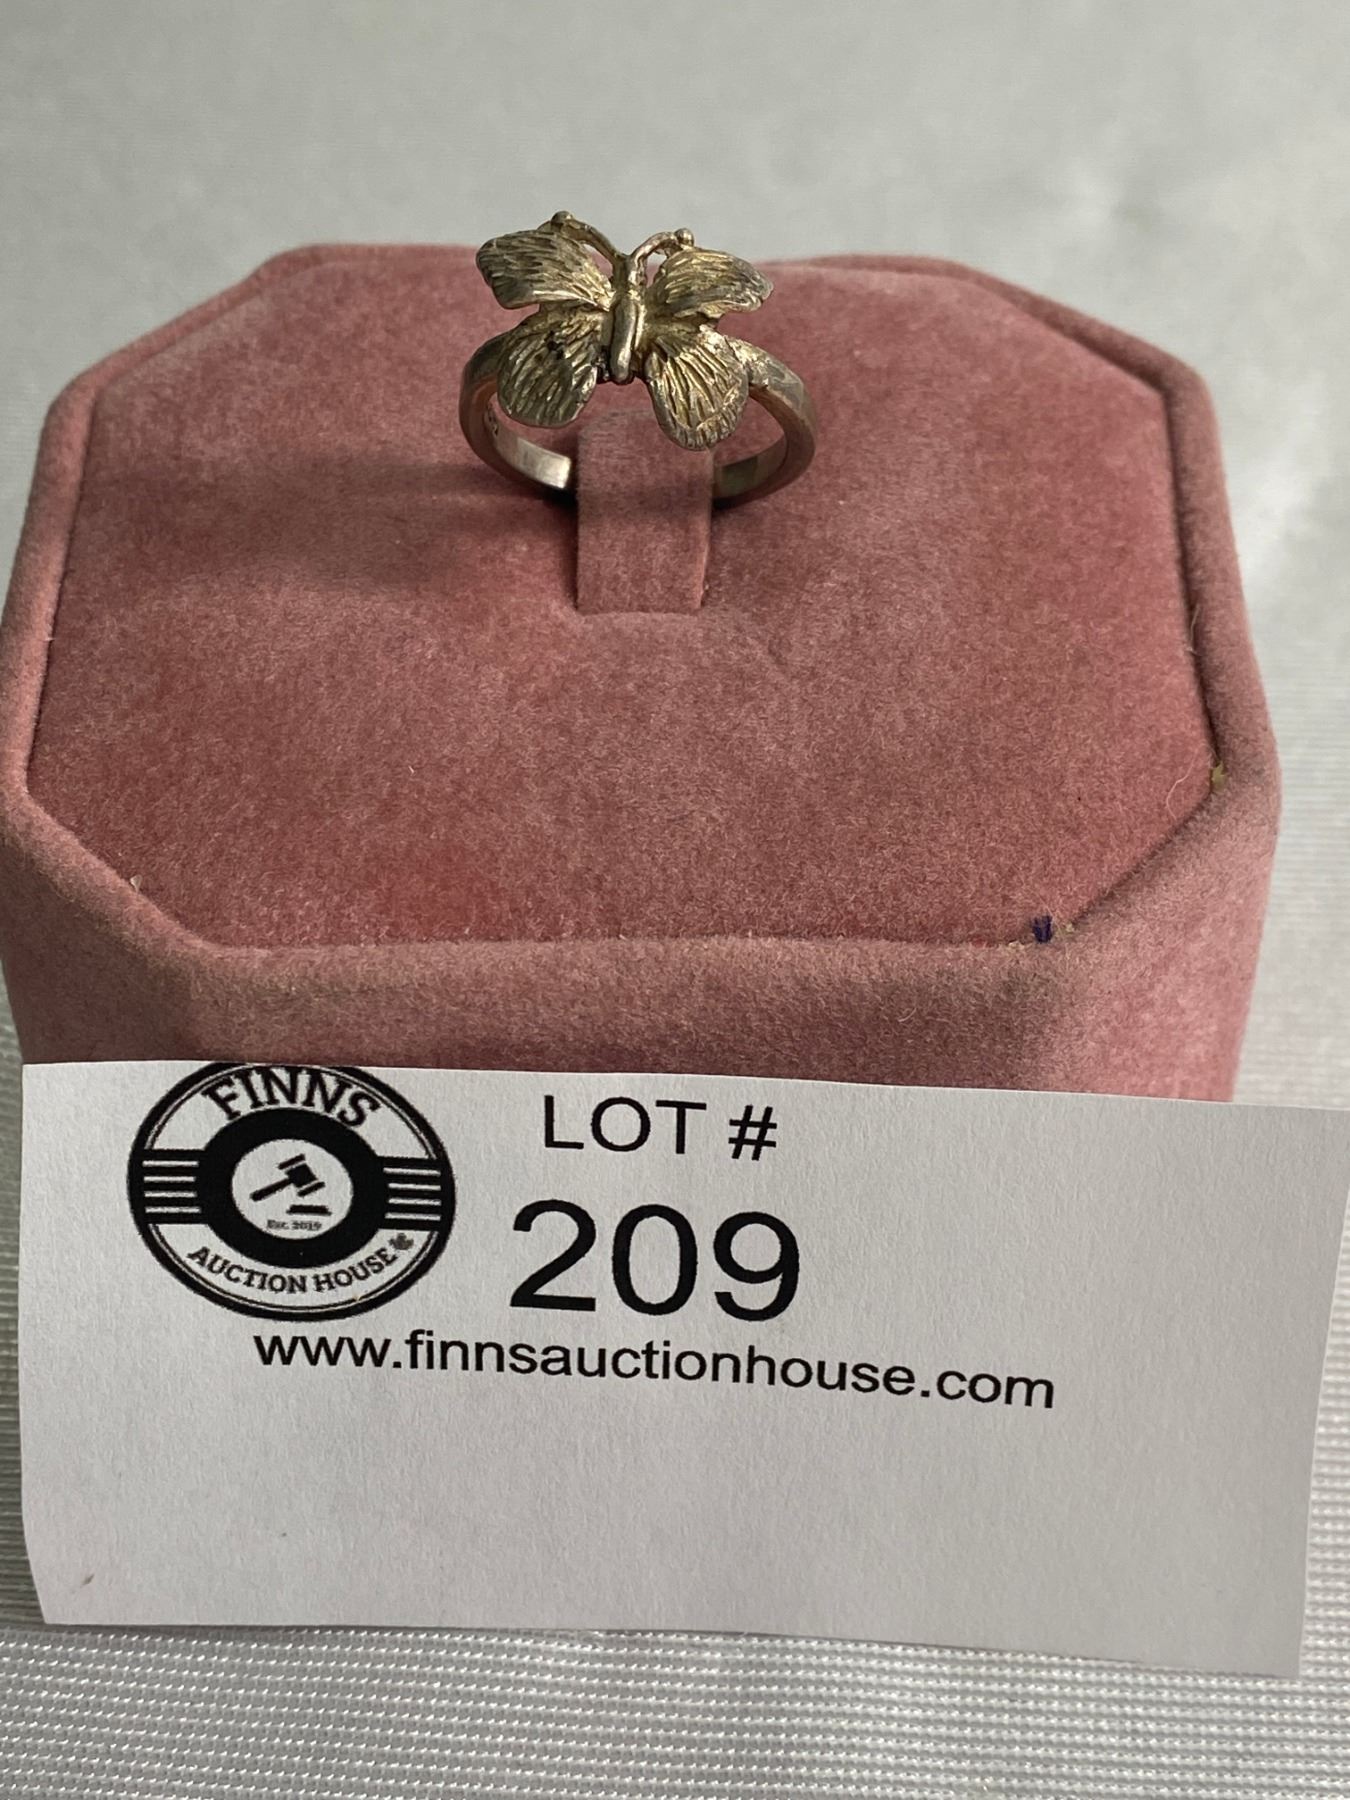 FINNS
Est. 2019
AUCTION HOUSE
LOT #
209
www.finnsauctionhouse.com